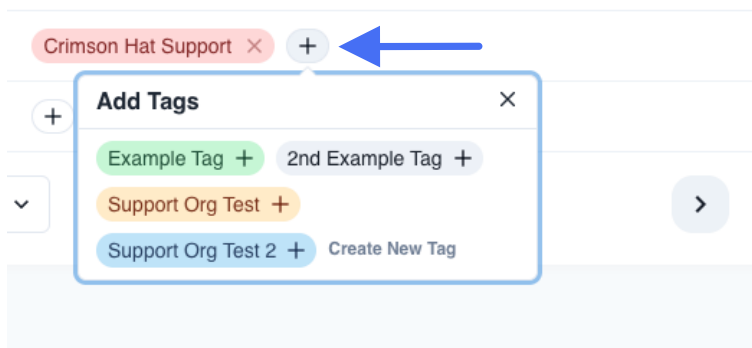 Crimson Hat Support
Add Tags
Example Tag 2nd Example Tag
Support Org Test
Support Org Test 2 Create New Tag